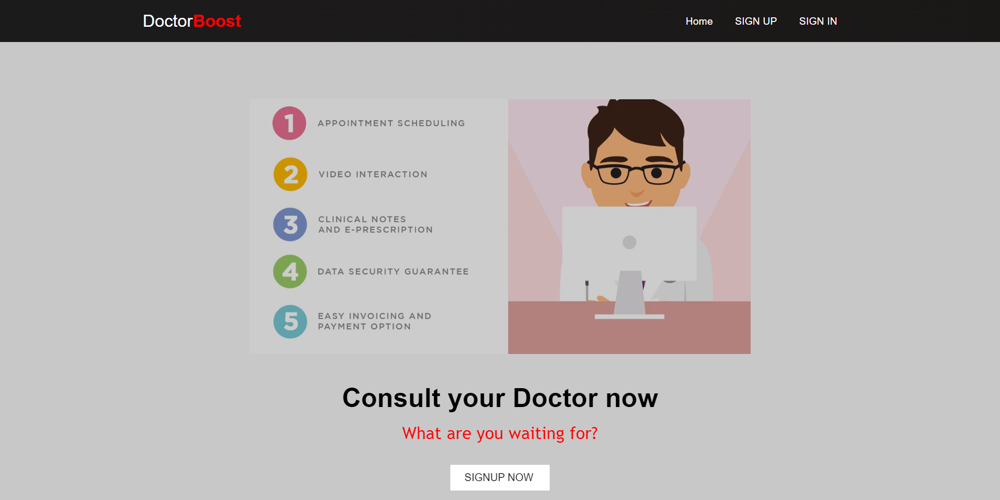 DoctorBoost
Home SIGN UP SIGN IN
1 APPOINTMENT SCHEDULING
2 VIDEO INTERACTION
3 CLINICAL NOTES
AND E-PRESCRIPTION
4 DATA SECURITY GUARANTEE
5 EASY INVOICING AND
PAYMENT OPTION
Consult your Doctor now
What are you waiting for?
SIGNUP NOW